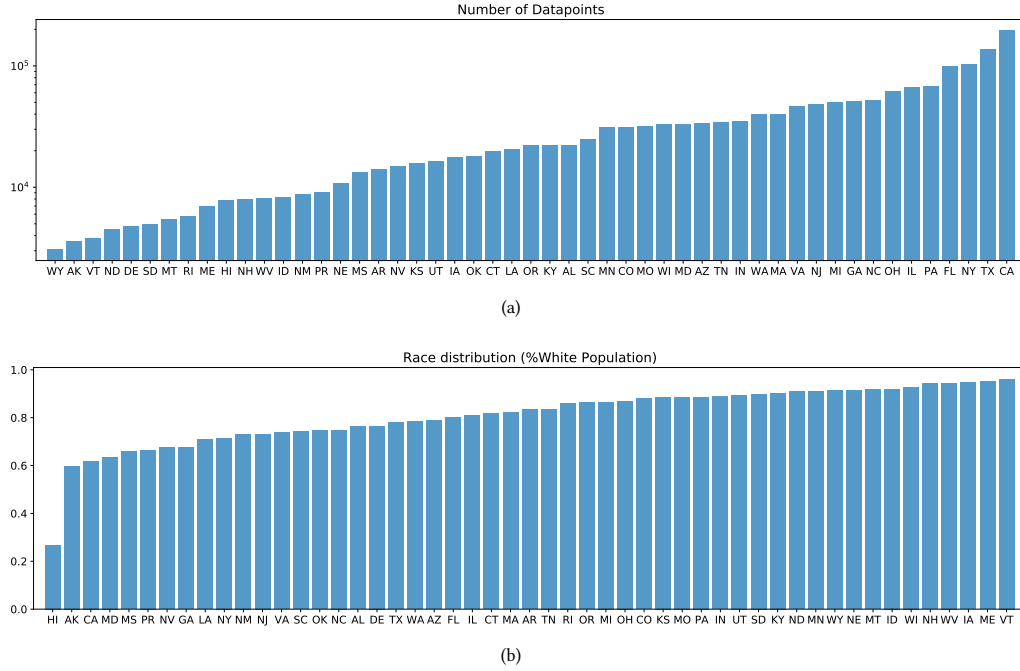 Number of Datapoints
10^5
10^4
WY AK VT ND DE SD MT RI ME HI NH WV ID NM PR NE MS AR NV KS UT IA OK CT LA OR KY AL SC MN CO MO WI MD AZ TN IN WA MA VA NJ MI GA NC OH IL PA FL NY TX CA
(a)
Race distribution (%White Population)
1.0
0.8
0.6
0.4
0.2
0.0
HI AK CA MD MS PR NV GA LA NY NM NJ VA SC OK NC AL DE TX WA AZ FL IL CT MA AR TN RI OR MI OH CO KS MO PA IN UT SD KY ND MN WY NE MT ID WI NH WV IA ME VT
(b)